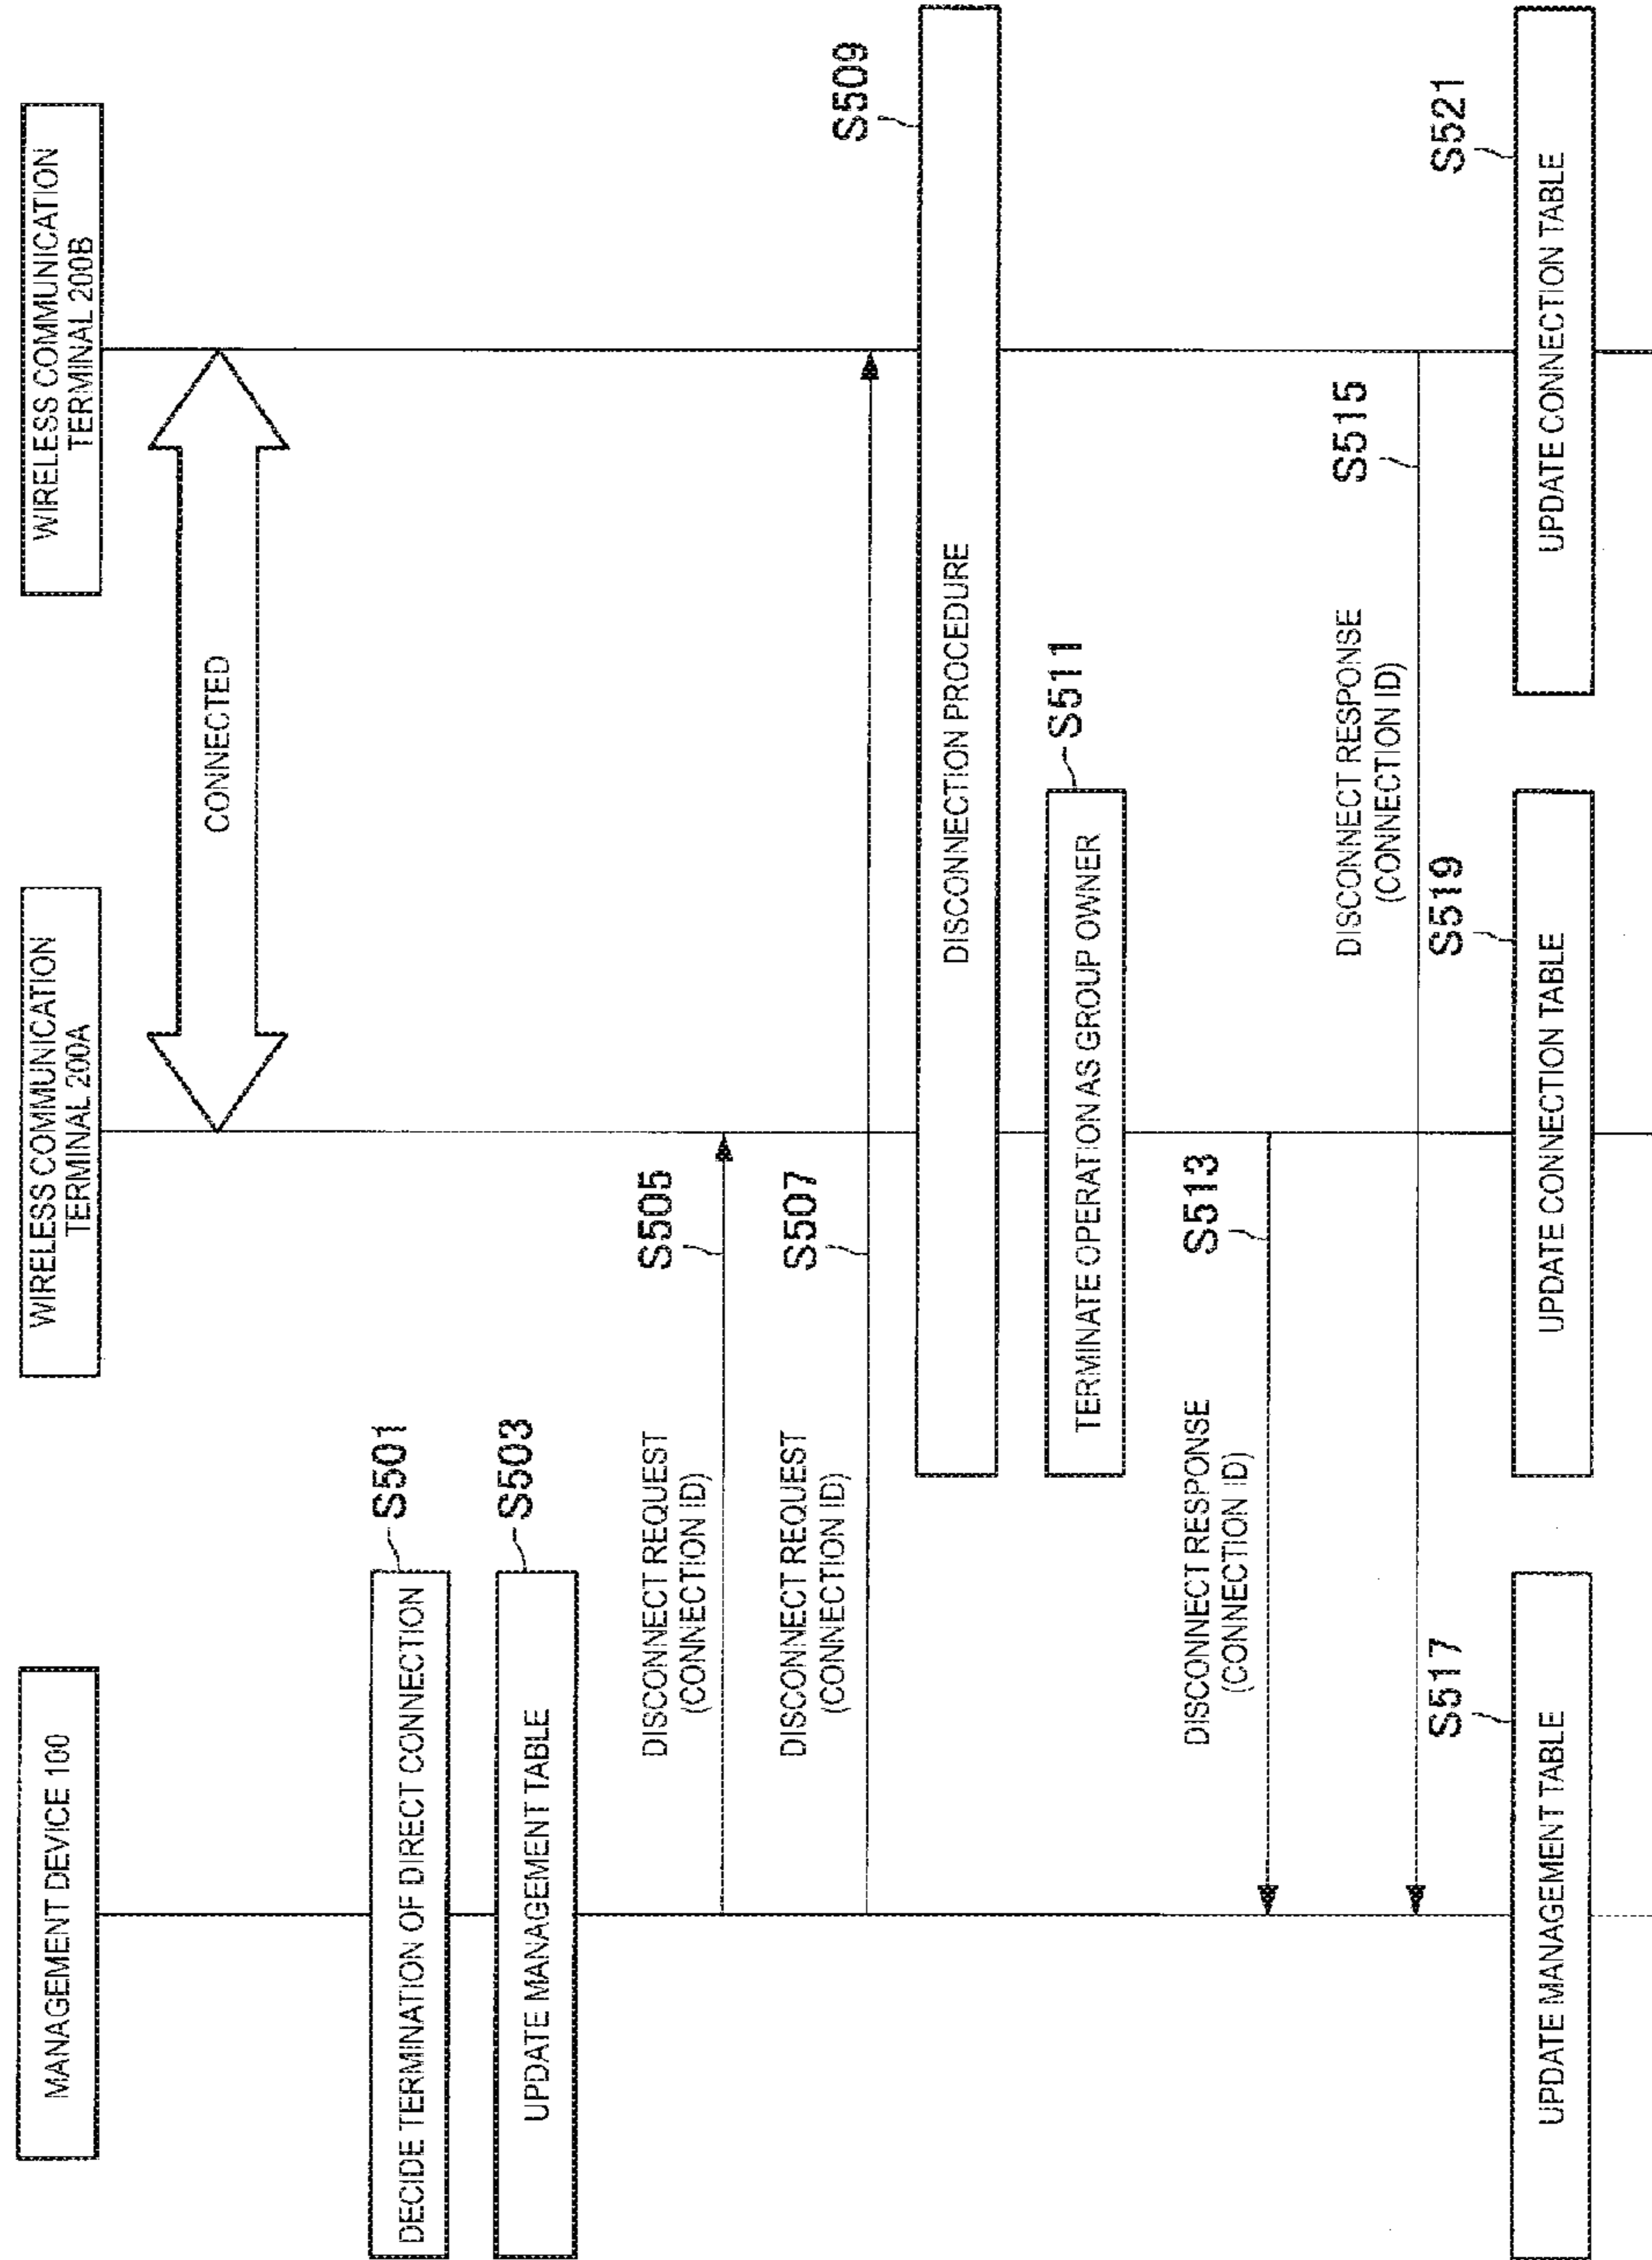 MANAGEMENT DEVICE 100
WIRELESS COMMUNICATION
TERMINAL 200A
WIRELESS COMMUNICATION
TERMINAL 200B
CONNECTED
DECIDE TERMINATION OF DIRECT CONNECTION
S501
UPDATE MANAGEMENT TABLE
S503
DISCONNECT REQUEST
(CONNECTION ID)
S505
DISCONNECT REQUEST
(CONNECTION ID)
S507
DISCONNECTION PROCEDURE
S509
TERMINATE OPERATION AS GROUP OWNER
S511
DISCONNECT RESPONSE
(CONNECTION ID)
S513
DISCONNECT RESPONSE
(CONNECTION ID)
S515
S517
UPDATE MANAGEMENT TABLE
S519
UPDATE CONNECTION TABLE
S521
UPDATE CONNECTION TABLE